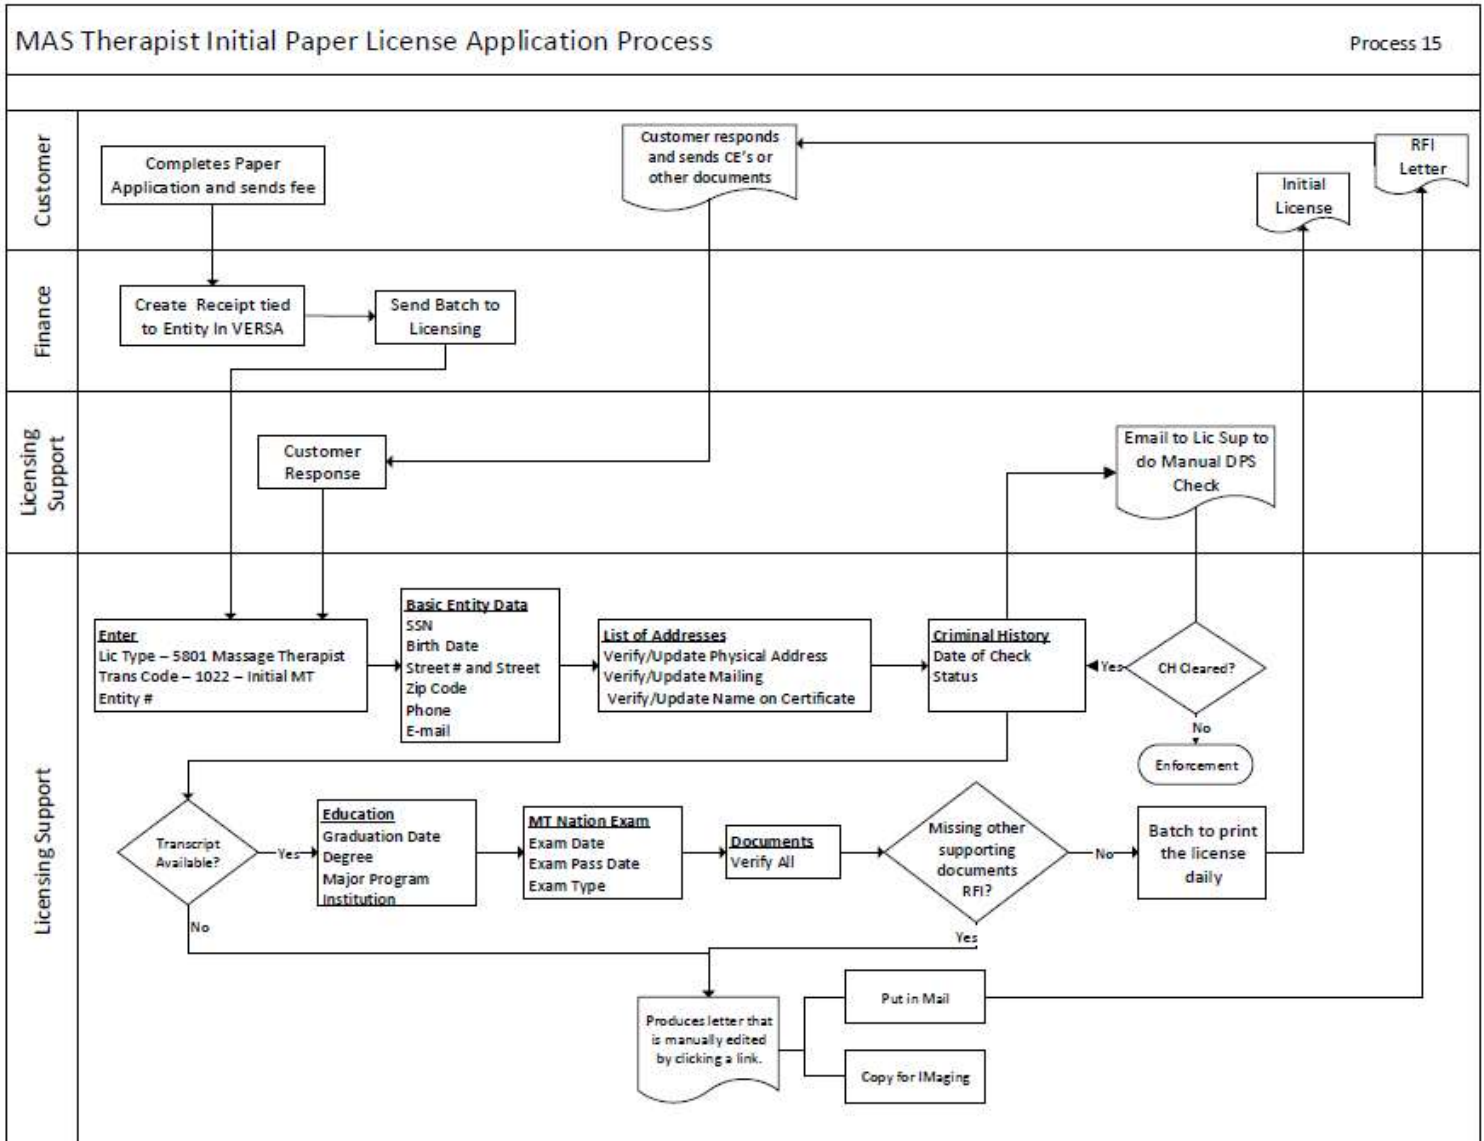 MAS Therapist Initial Paper License Application Process
Process 15
Customer
Completes Paper
Application and sends fee
Customer responds
and sends CE's or
other documents
Initial
License
RFI
Letter
Finance
Create Receipt tied
to Entity In VERSA
Send Batch to
Licensing
Licensing
Support
Customer
Response
Email to Lic Sup to
do Manual DPS
Check
Licensing Support
Enter
Lic Type – 5801 Massage Therapist
Trans Code – 1022 – Initial MT
Entity #
Basic Entity Data
SSN
Birth Date
Street # and Street
Zip Code
Phone
E-mail
List of Addresses
Verify/Update Physical Address
Verify/Update Mailing
Verify/Update Name on Certificate
Criminal History
Date of Check
Status
Yes
CH Cleared?
No
Enforcement
Transcript
Available?
Yes
No
Education
Graduation Date
Degree
Major Program
Institution
MT Nation Exam
Exam Date
Exam Pass Date
Exam Type
Documents
Verify All
Missing other
supporting
documents
RFI?
No
Yes
Batch to print
the license
daily
Produces letter that
is manually edited
by clicking a link.
Put in Mail
Copy for IMaging